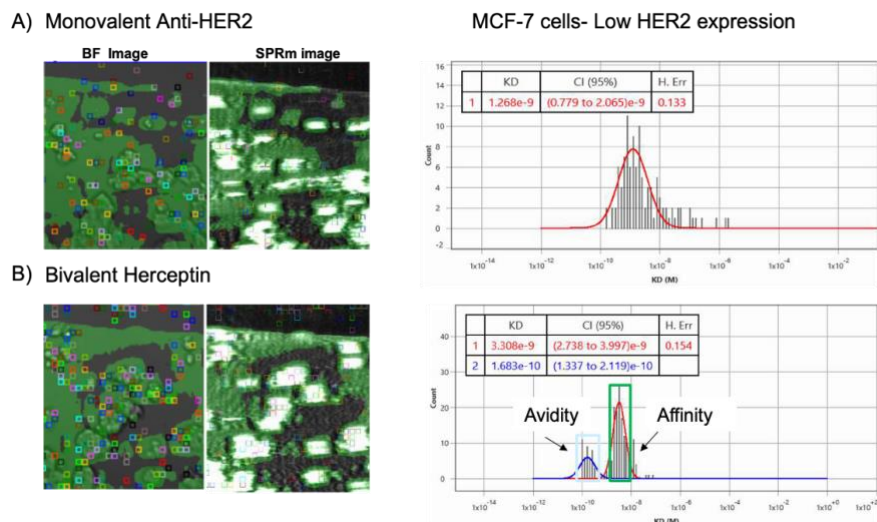 A) Monovalent Anti-HER2
MCF-7 cells- Low HER2 expression
BF Image
SPRm image
KD CI (95%) H. Err
1 1.268e-9 (0.779 to 2.065)e-9 0.133
16
14
12
10
8
6
4
2
0
-2
Count
1x10^-14 1x10^-12 1x10^-10 1x10^-8 1x10^-6 1x10^-4 1x10^-2
KD (M)
B) Bivalent Herceptin
KD CI (95%) H. Err
1 3.308e-9 (2.738 to 3.997)e-9 0.154
2 1.683e-10 (1.337 to 2.119)e-10
40
30
20
10
0
Count
Avidity
Affinity
1x10^-14 1x10^-12 1x10^-10 1x10^-8 1x10^-6 1x10^-4 1x10^-2 1x10^+0 1x10^+2
KD (M)